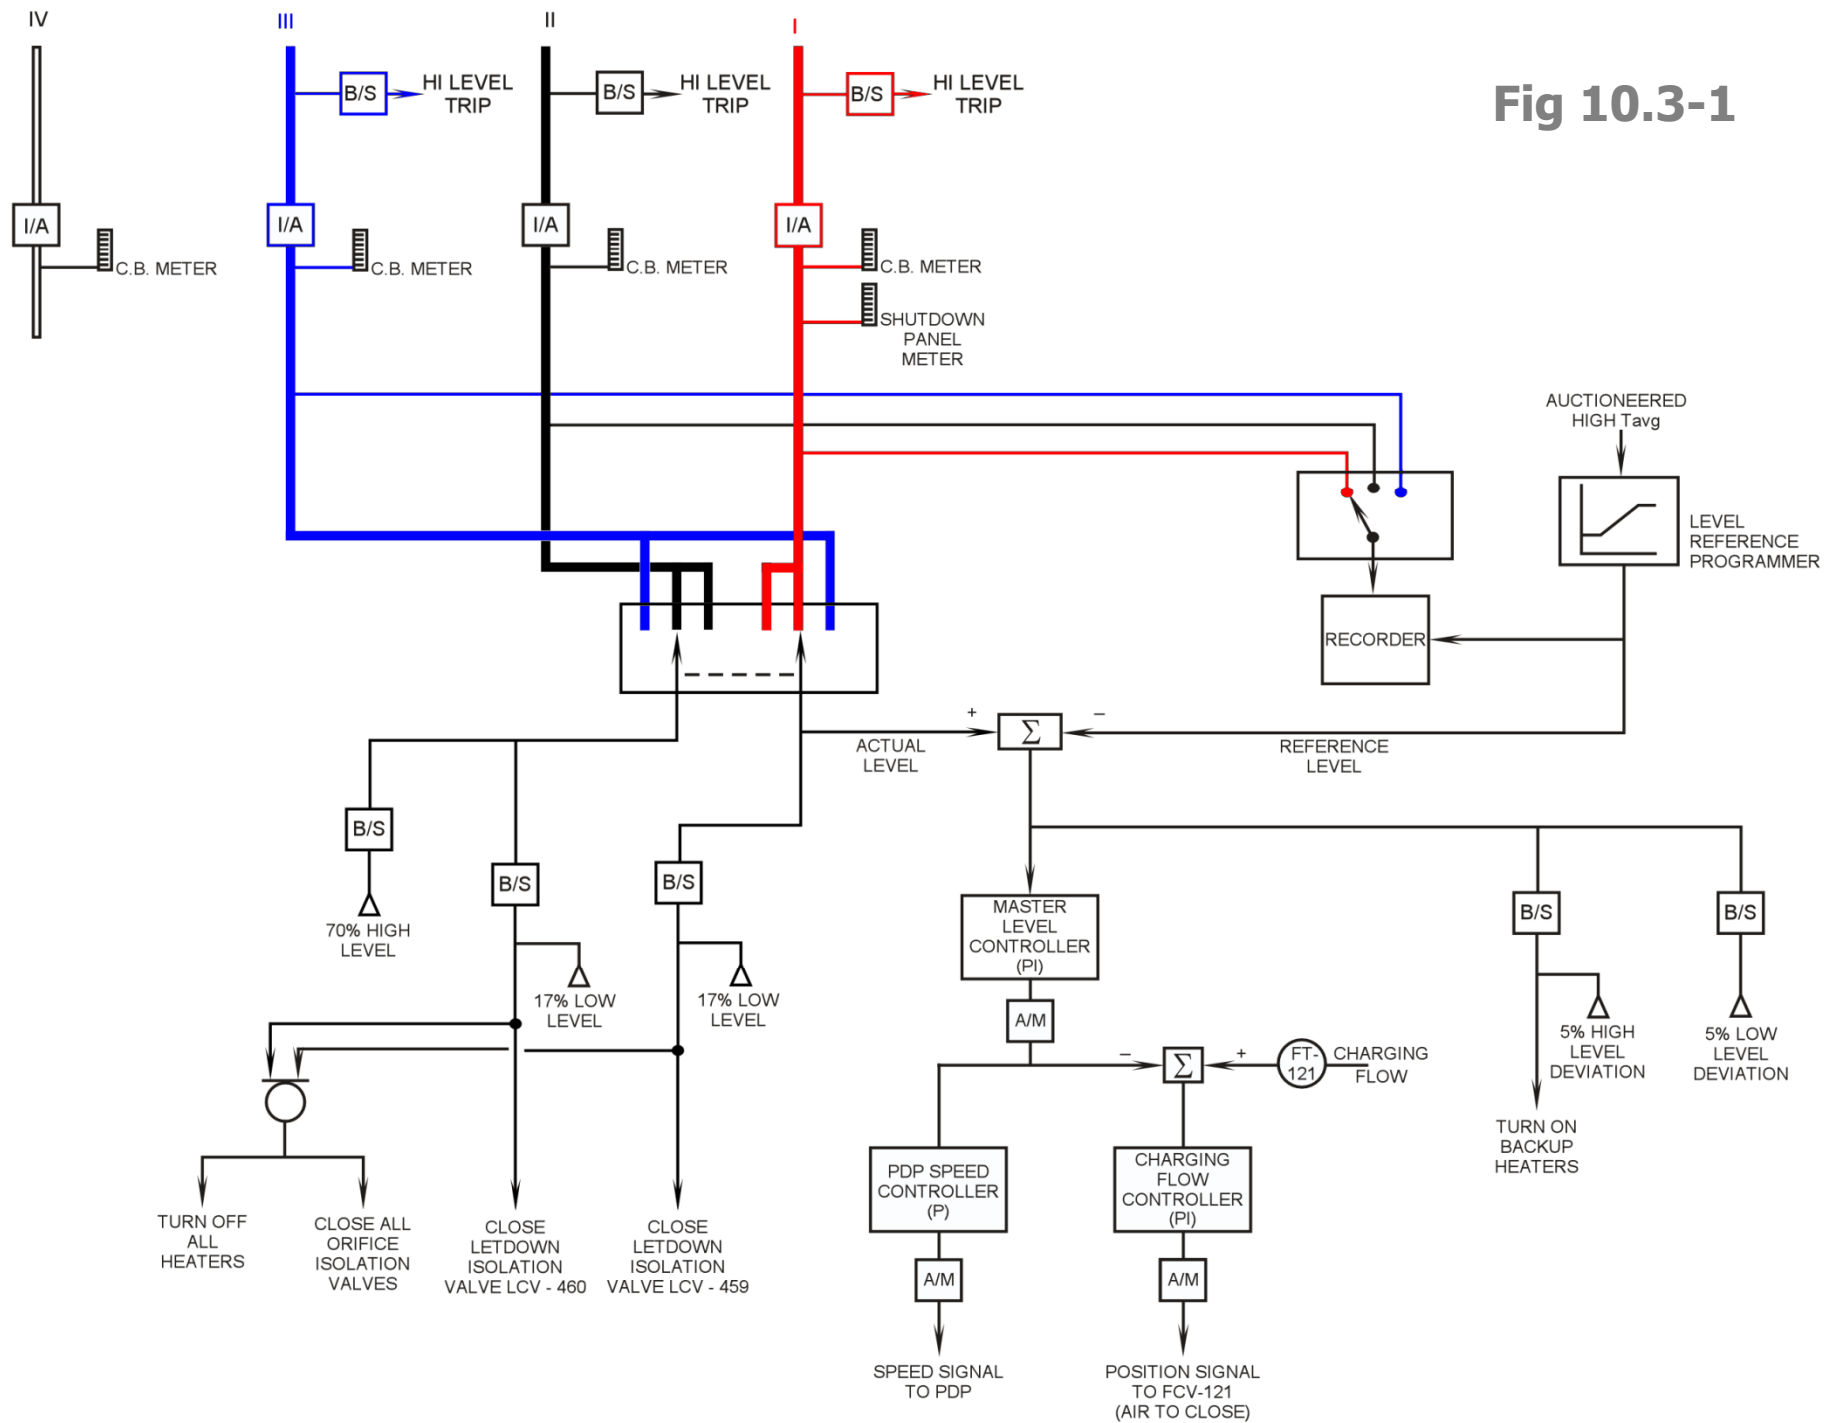 IV
III
II
I
Fig 10.3-1
B/S
HI LEVEL
TRIP
B/S
HI LEVEL
TRIP
B/S
HI LEVEL
TRIP
I/A
C.B. METER
I/A
C.B. METER
I/A
C.B. METER
I/A
C.B. METER
SHUTDOWN
PANEL
METER
AUCTIONEERED
HIGH Tavg
LEVEL
REFERENCE
PROGRAMMER
RECORDER
+
Σ
–
ACTUAL
LEVEL
REFERENCE
LEVEL
B/S
70% HIGH
LEVEL
B/S
17% LOW
LEVEL
B/S
17% LOW
LEVEL
MASTER
LEVEL
CONTROLLER
(PI)
A/M
B/S
5% HIGH
LEVEL
DEVIATION
B/S
5% LOW
LEVEL
DEVIATION
–
Σ
+
FT-
121
CHARGING
FLOW
TURN ON
BACKUP
HEATERS
PDP SPEED
CONTROLLER
(P)
CHARGING
FLOW
CONTROLLER
(PI)
TURN OFF
ALL
HEATERS
CLOSE ALL
ORIFICE
ISOLATION
VALVES
CLOSE
LETDOWN
ISOLATION
VALVE LCV - 460
CLOSE
LETDOWN
ISOLATION
VALVE LCV - 459
A/M
A/M
SPEED SIGNAL
TO PDP
POSITION SIGNAL
TO FCV-121
(AIR TO CLOSE)